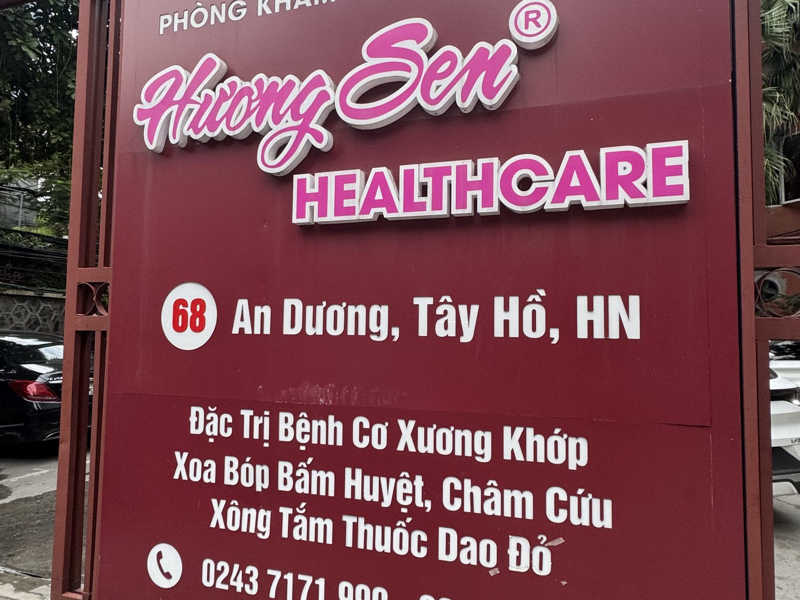 PHÒNG KHÁM
Hương Sen ®
HEALTHCARE
68 An Dương, Tây Hồ, HN
Đặc Trị Bệnh Cơ Xương Khớp
Xoa Bóp Bấm Huyệt, Châm Cứu
Xông Tắm Thuốc Dao Đỏ
0243 7171 900